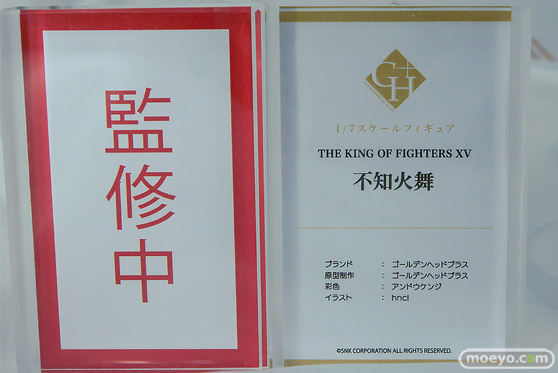 監修中
G+H
1/7スケールフィギュア
THE KING OF FIGHTERS XV
不知火舞
ブランド : ゴールデンヘッドプラス
原型制作 : ゴールデンヘッドプラス
彩色 : アンドウケンジ
イラスト : hncl
©SNK CORPORATION ALL RIGHTS RESERVED.
moeyo.com